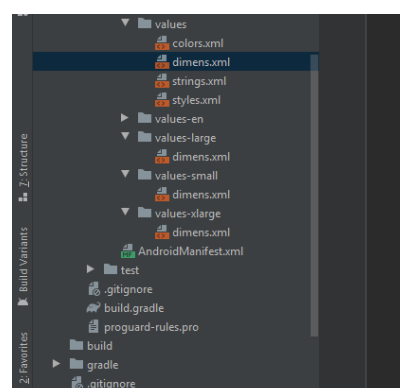 values
colors.xml
dimens.xml
strings.xml
styles.xml
values-en
values-large
dimens.xml
values-small
dimens.xml
values-xlarge
dimens.xml
AndroidManifest.xml
test
.gitignore
build.gradle
proguard-rules.pro
build
gradle
.gitignore
7: Structure
Build Variants
2: Favorites